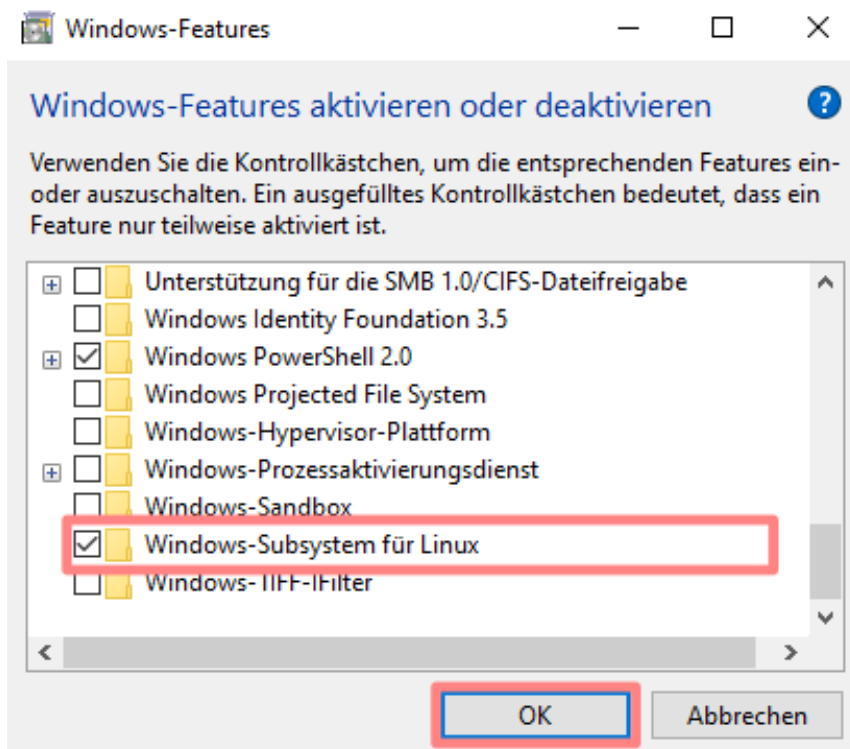 Windows-Features
Windows-Features aktivieren oder deaktivieren
?
Verwenden Sie die Kontrollkästchen, um die entsprechenden Features ein-
oder auszuschalten. Ein ausgefülltes Kontrollkästchen bedeutet, dass ein
Feature nur teilweise aktiviert ist.
Unterstützung für die SMB 1.0/CIFS-Dateifreigabe
Windows Identity Foundation 3.5
Windows PowerShell 2.0
Windows Projected File System
Windows-Hypervisor-Plattform
Windows-Prozessaktivierungsdienst
Windows-Sandbox
Windows-Subsystem für Linux
Windows-TIFF-IFilter
OK
Abbrechen